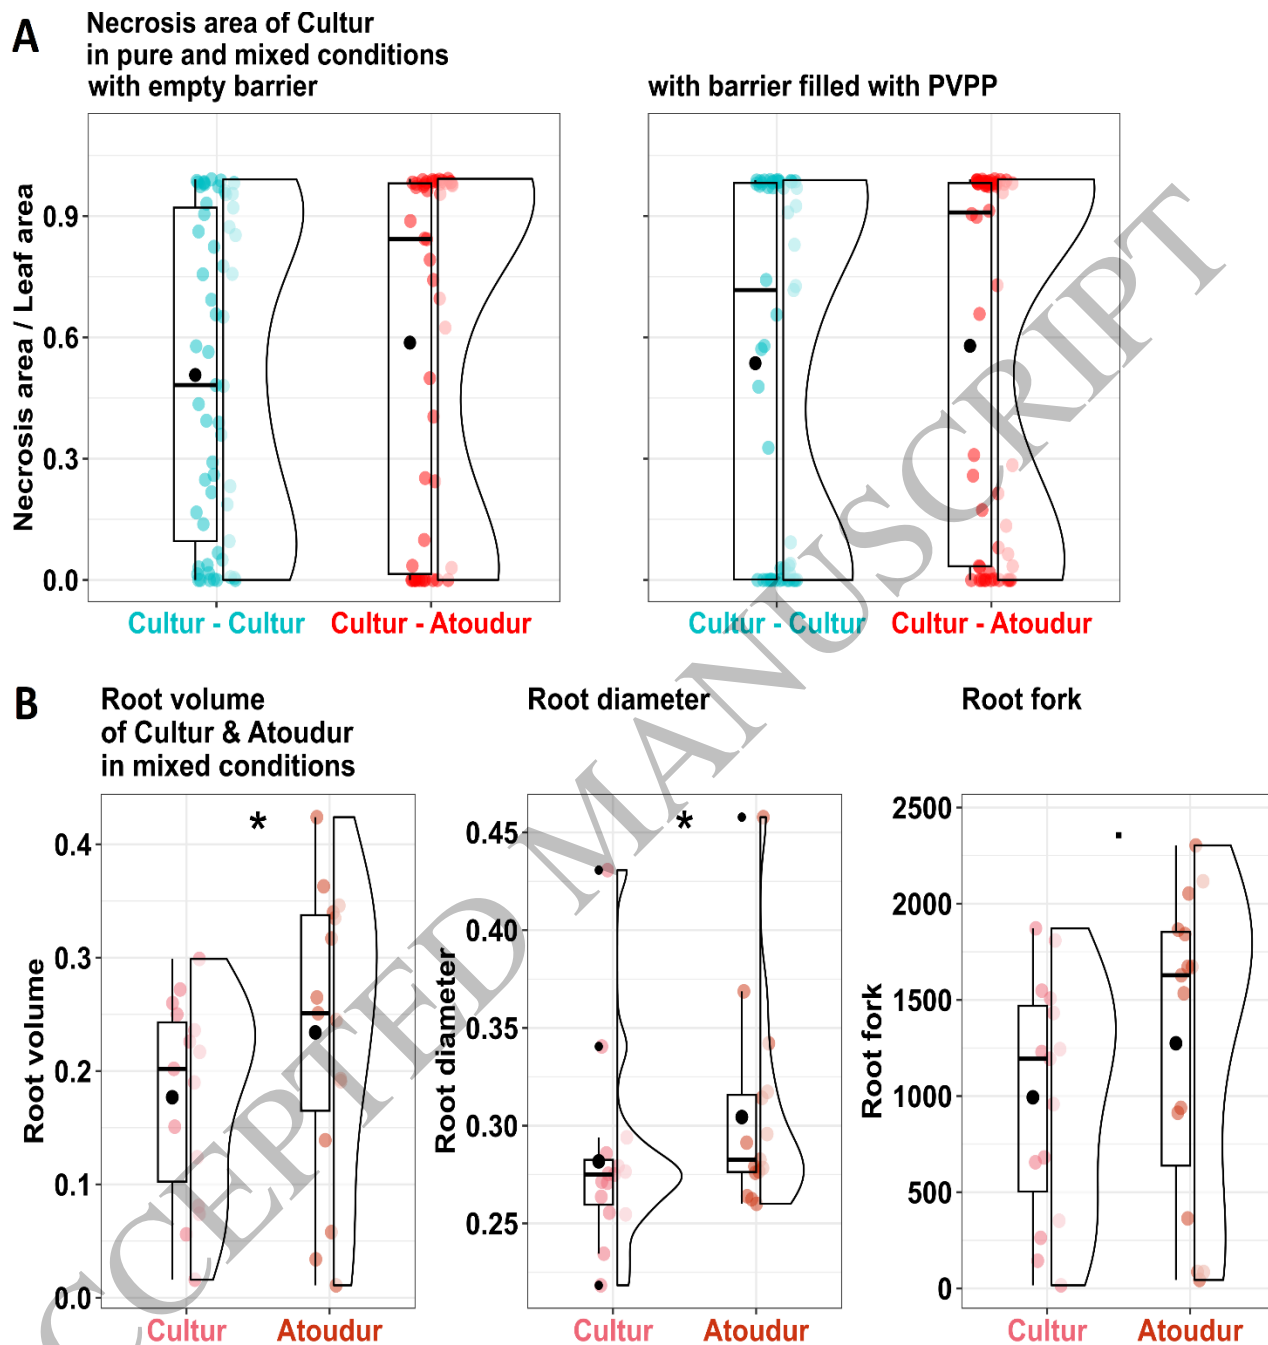 A
Necrosis area of Cultur
in pure and mixed conditions
with empty barrier
with barrier filled with PVPP
Necrosis area / Leaf area
0.9
0.6
0.3
0.0
Cultur - Cultur
Cultur - Atoudur
Cultur - Cultur
Cultur - Atoudur
B
Root volume
of Cultur & Atoudur
in mixed conditions
Root diameter
Root fork
*
*
Root volume
0.4
0.3
0.2
0.1
0.0
Cultur
Atoudur
Root diameter
0.45
0.40
0.35
0.30
0.25
Cultur
Atoudur
Root fork
2500
2000
1500
1000
500
0
Cultur
Atoudur
CCEPTED MANUSCRIPT